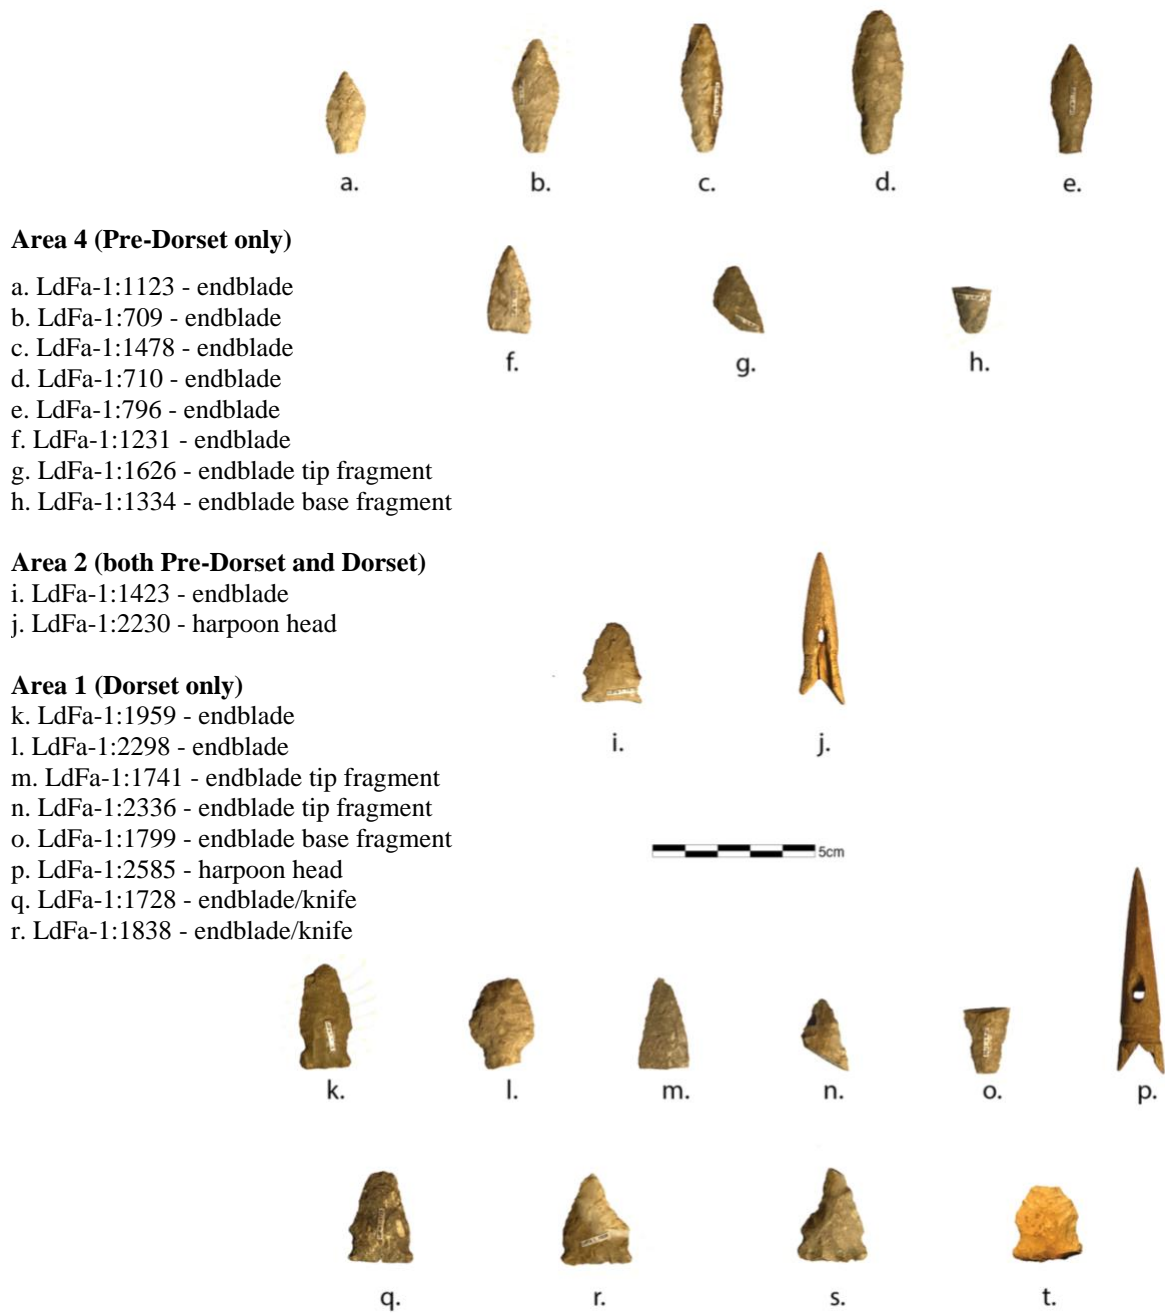 a.
b.
c.
d.
e.
Area 4 (Pre-Dorset only)
a. LdFa-1:1123 - endblade
b. LdFa-1:709 - endblade
c. LdFa-1:1478 - endblade
d. LdFa-1:710 - endblade
e. LdFa-1:796 - endblade
f. LdFa-1:1231 - endblade
g. LdFa-1:1626 - endblade tip fragment
h. LdFa-1:1334 - endblade base fragment
f.
g.
h.
Area 2 (both Pre-Dorset and Dorset)
i. LdFa-1:1423 - endblade
j. LdFa-1:2230 - harpoon head
Area 1 (Dorset only)
k. LdFa-1:1959 - endblade
l. LdFa-1:2298 - endblade
m. LdFa-1:1741 - endblade tip fragment
n. LdFa-1:2336 - endblade tip fragment
o. LdFa-1:1799 - endblade base fragment
p. LdFa-1:2585 - harpoon head
q. LdFa-1:1728 - endblade/knife
r. LdFa-1:1838 - endblade/knife
i.
j.
5cm
k.
l.
m.
n.
o.
p.
q.
r.
s.
t.